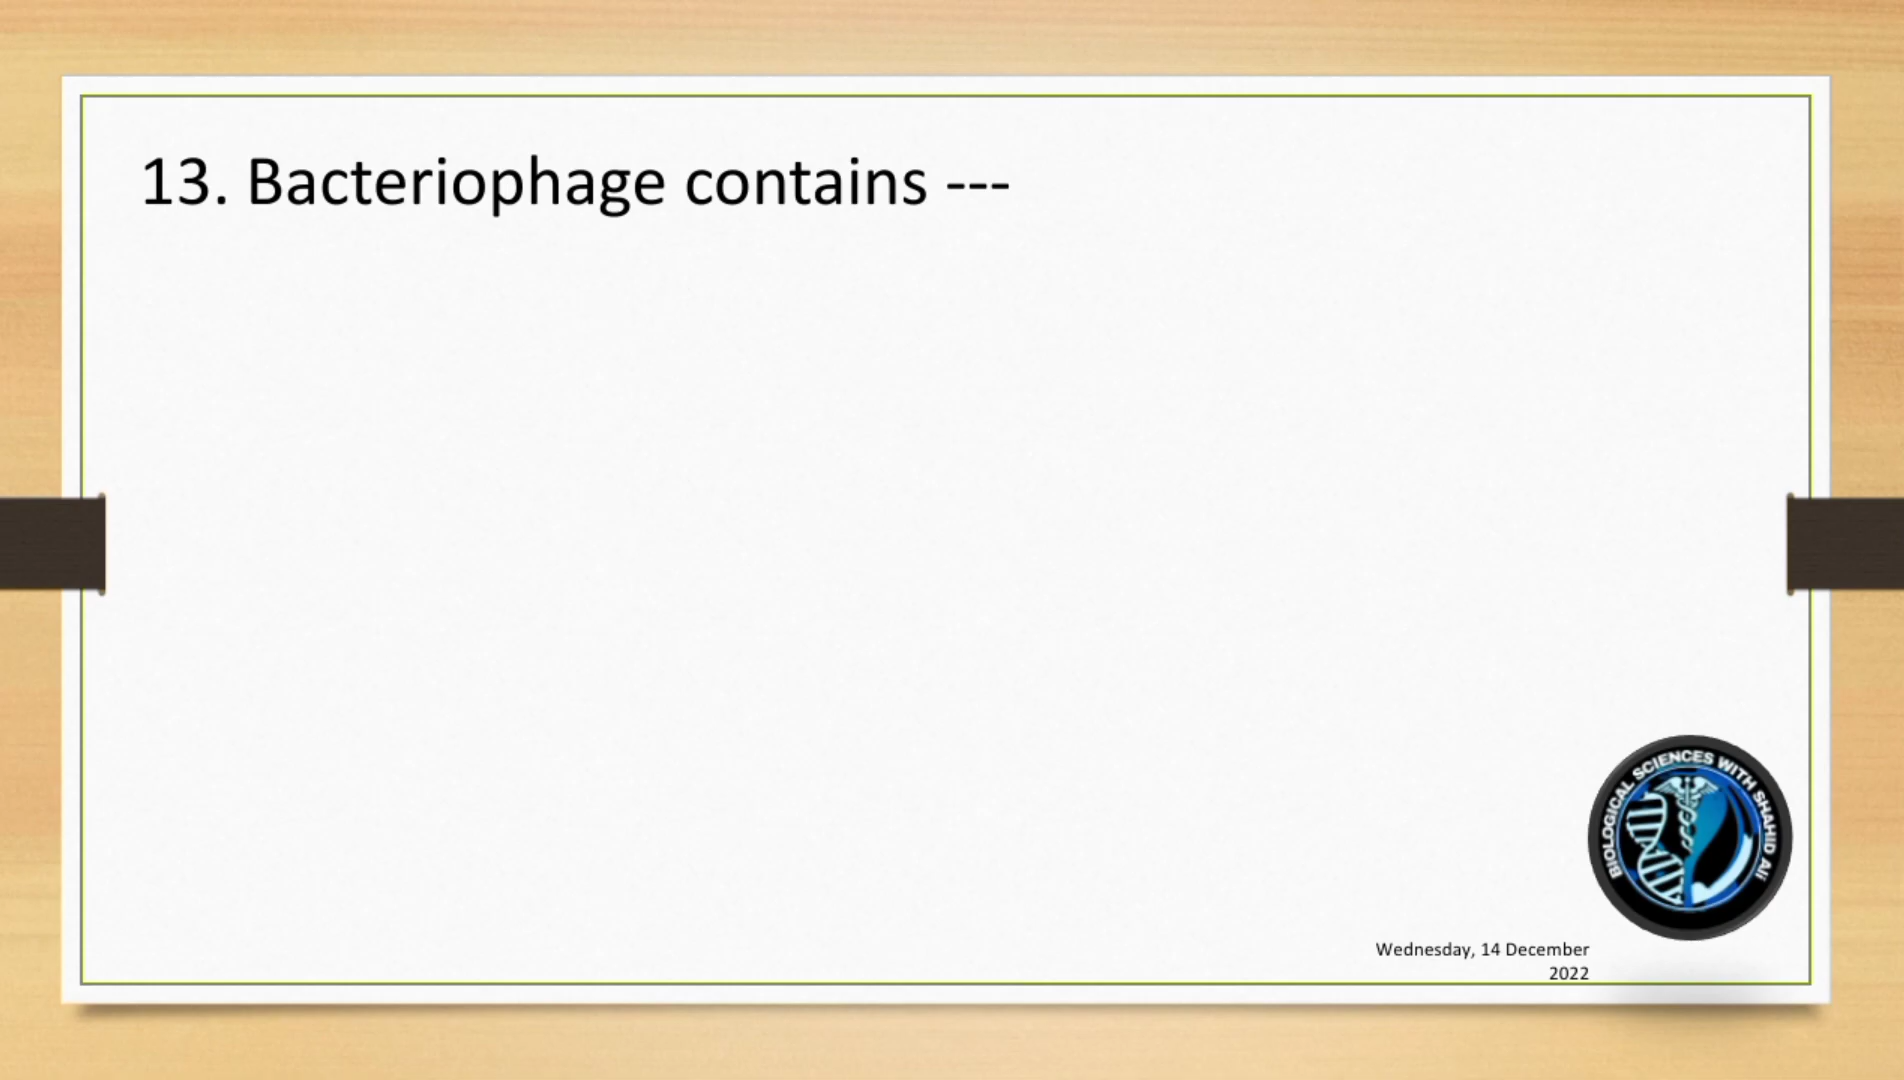 13. Bacteriophage contains ---
BIOLOGICAL SCIENCES WITH SHAHID Ali
Wednesday, 14 December
2022